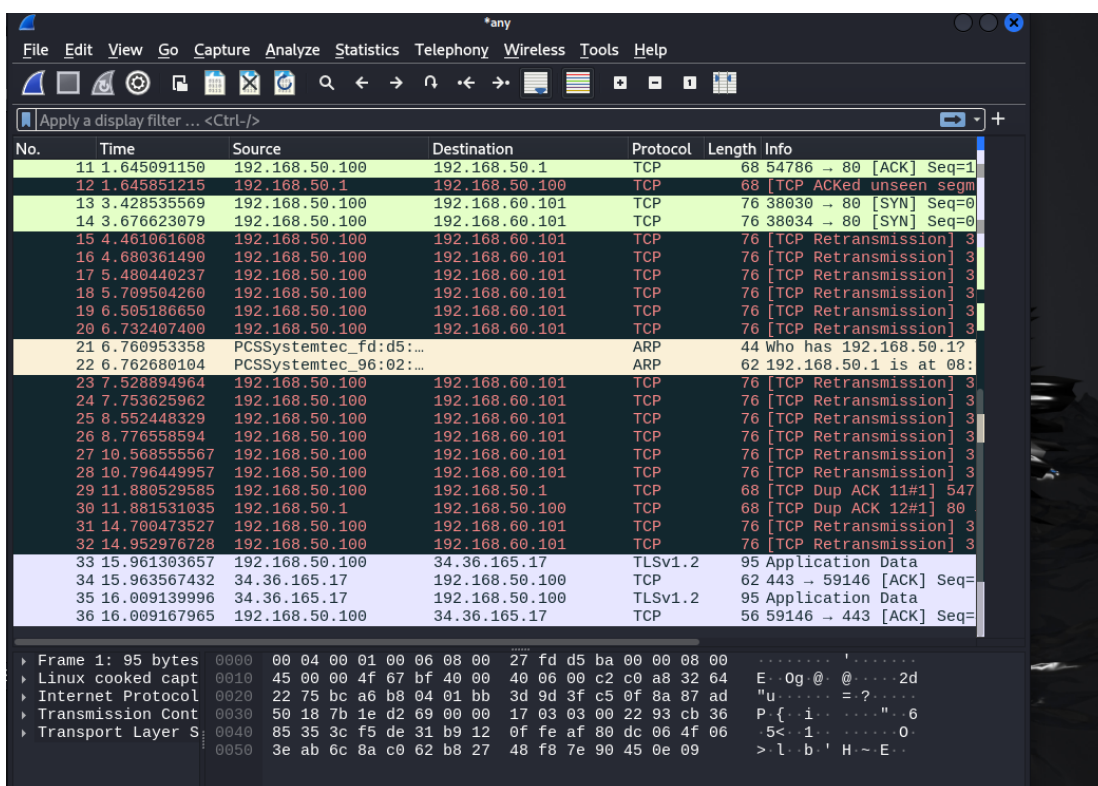 *any
File Edit View Go Capture Analyze Statistics Telephony Wireless Tools Help
Apply a display filter … <Ctrl-/>
No. Time Source Destination Protocol Length Info
11 1.645091150 192.168.50.100 192.168.50.1 TCP 68 54786 → 80 [ACK] Seq=1
12 1.645851215 192.168.50.1 192.168.50.100 TCP 68 [TCP ACKed unseen segm
13 3.428535569 192.168.50.100 192.168.60.101 TCP 76 38030 → 80 [SYN] Seq=0
14 3.676623079 192.168.50.100 192.168.60.101 TCP 76 38034 → 80 [SYN] Seq=0
15 4.461061608 192.168.50.100 192.168.60.101 TCP 76 [TCP Retransmission] 3
16 4.680361490 192.168.50.100 192.168.60.101 TCP 76 [TCP Retransmission] 3
17 5.480440237 192.168.50.100 192.168.60.101 TCP 76 [TCP Retransmission] 3
18 5.709504260 192.168.50.100 192.168.60.101 TCP 76 [TCP Retransmission] 3
19 6.505186650 192.168.50.100 192.168.60.101 TCP 76 [TCP Retransmission] 3
20 6.732407400 192.168.50.100 192.168.60.101 TCP 76 [TCP Retransmission] 3
21 6.760953358 PCSSystemtec_fd:d5:… ARP 44 Who has 192.168.50.1?
22 6.762680104 PCSSystemtec_96:02:… ARP 62 192.168.50.1 is at 08:
23 7.528894964 192.168.50.100 192.168.60.101 TCP 76 [TCP Retransmission] 3
24 7.753625962 192.168.50.100 192.168.60.101 TCP 76 [TCP Retransmission] 3
25 8.552448329 192.168.50.100 192.168.60.101 TCP 76 [TCP Retransmission] 3
26 8.776558594 192.168.50.100 192.168.60.101 TCP 76 [TCP Retransmission] 3
27 10.568555567 192.168.50.100 192.168.60.101 TCP 76 [TCP Retransmission] 3
28 10.796449957 192.168.50.100 192.168.60.101 TCP 76 [TCP Retransmission] 3
29 11.880529585 192.168.50.100 192.168.50.1 TCP 68 [TCP Dup ACK 11#1] 547
30 11.881531035 192.168.50.1 192.168.50.100 TCP 68 [TCP Dup ACK 12#1] 80
31 14.700473527 192.168.50.100 192.168.60.101 TCP 76 [TCP Retransmission] 3
32 14.952976728 192.168.50.100 192.168.60.101 TCP 76 [TCP Retransmission] 3
33 15.961303657 192.168.50.100 34.36.165.17 TLSv1.2 95 Application Data
34 15.963567432 34.36.165.17 192.168.50.100 TCP 62 443 → 59146 [ACK] Seq=
35 16.009139996 34.36.165.17 192.168.50.100 TLSv1.2 95 Application Data
36 16.009167965 192.168.50.100 34.36.165.17 TCP 56 59146 → 443 [ACK] Seq=
Frame 1: 95 bytes 0000 00 04 00 01 00 06 08 00 27 fd d5 ba 00 00 08 00 ········ '·······
Linux cooked capt 0010 45 00 00 4f 67 bf 40 00 40 06 00 c2 c0 a8 32 64 E··Og·@· @·····2d
Internet Protocol 0020 22 75 bc a6 b8 04 01 bb 3d 9d 3f c5 0f 8a 87 ad "u······ =·?·····
Transmission Cont 0030 50 18 7b 1e d2 69 00 00 17 03 03 00 22 93 cb 36 P·{··i·· ····"··6
Transport Layer S 0040 85 35 3c f5 dc 31 b9 12 0f fe af 80 dc 06 4f 06 ·5<··1·· ······O·
0050 3e ab 6c 8a c0 62 b8 27 48 f8 7e 90 45 0e 09 >·l··b·' H·~·E··